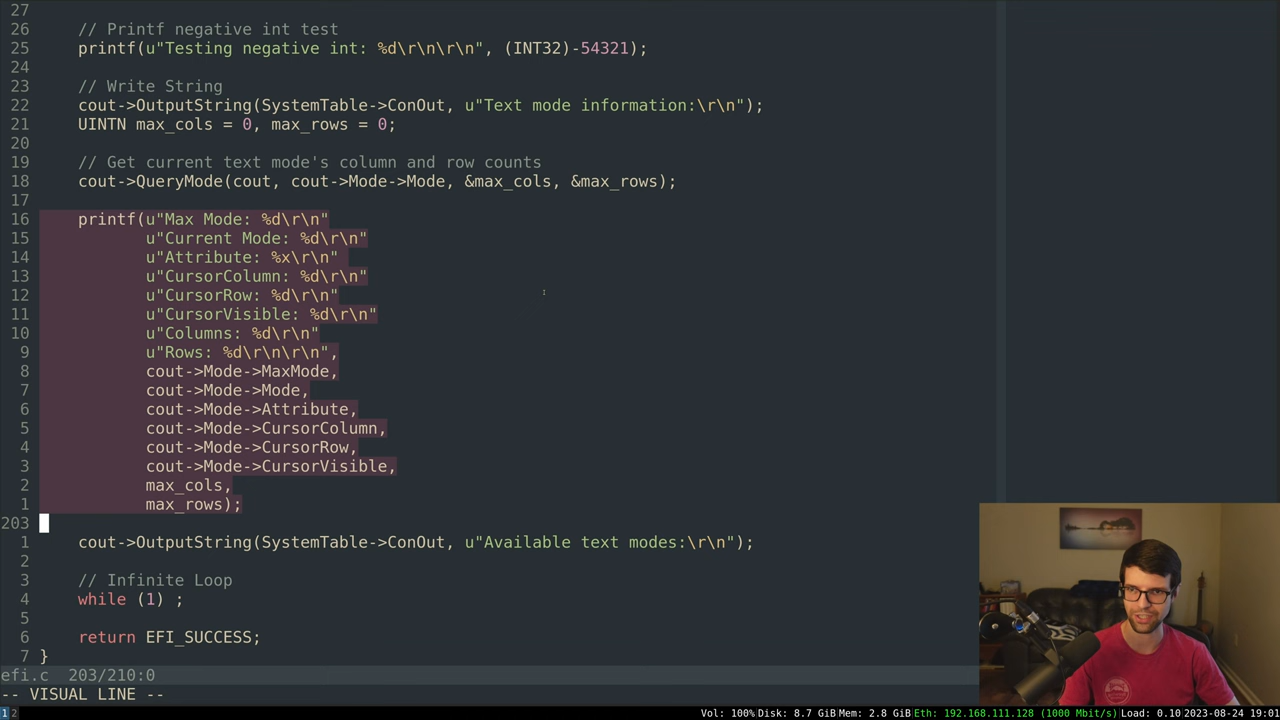 27
26 // Printf negative int test
25 printf(u"Testing negative int: %d\r\n\r\n", (INT32)-54321);
24
23 // Write String
22 cout->OutputString(SystemTable->ConOut, u"Text mode information:\r\n");
21 UINTN max_cols = 0, max_rows = 0;
20
19 // Get current text mode's column and row counts
18 cout->QueryMode(cout, cout->Mode->Mode, &max_cols, &max_rows);
17
16 printf(u"Max Mode: %d\r\n"
15 u"Current Mode: %d\r\n"
14 u"Attribute: %x\r\n"
13 u"CursorColumn: %d\r\n"
12 u"CursorRow: %d\r\n"
11 u"CursorVisible: %d\r\n"
10 u"Columns: %d\r\n"
9 u"Rows: %d\r\n\r\n",
8 cout->Mode->MaxMode,
7 cout->Mode->Mode,
6 cout->Mode->Attribute,
5 cout->Mode->CursorColumn,
4 cout->Mode->CursorRow,
3 cout->Mode->CursorVisible,
2 max_cols,
1 max_rows);
203
1 cout->OutputString(SystemTable->ConOut, u"Available text modes:\r\n");
2
3 // Infinite Loop
4 while (1) ;
5
6 return EFI_SUCCESS;
7 }
efi.c 203/210:0
-- VISUAL LINE --
1 2 Vol: 100% Disk: 8.7 GiB Mem: 2.8 GiB Eth: 192.168.111.128 (1000 Mbit/s) Load: 0.10 2023-08-24 19:01